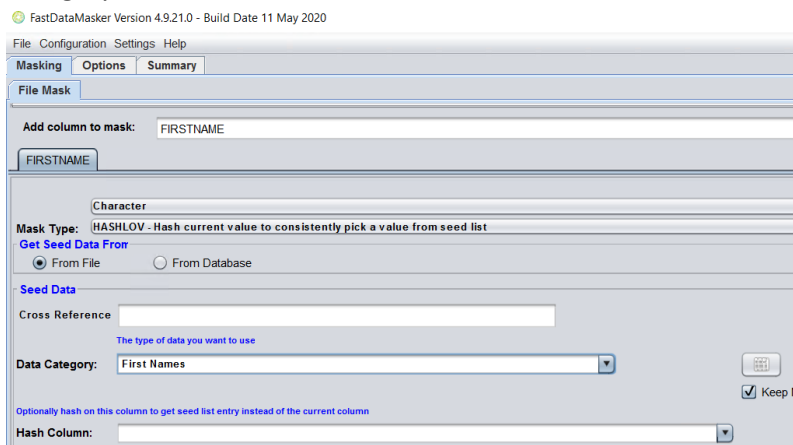 FastDataMasker Version 4.9.21.0 - Build Date 11 May 2020
File Configuration Settings Help
Masking Options Summary
File Mask
Add column to mask: FIRSTNAME
FIRSTNAME
Character
Mask Type: HASHLOV - Hash current value to consistently pick a value from seed list
Get Seed Data From
From File From Database
Seed Data
Cross Reference
The type of data you want to use
Data Category: First Names
Keep
Optionally hash on this column to get seed list entry instead of the current column
Hash Column: